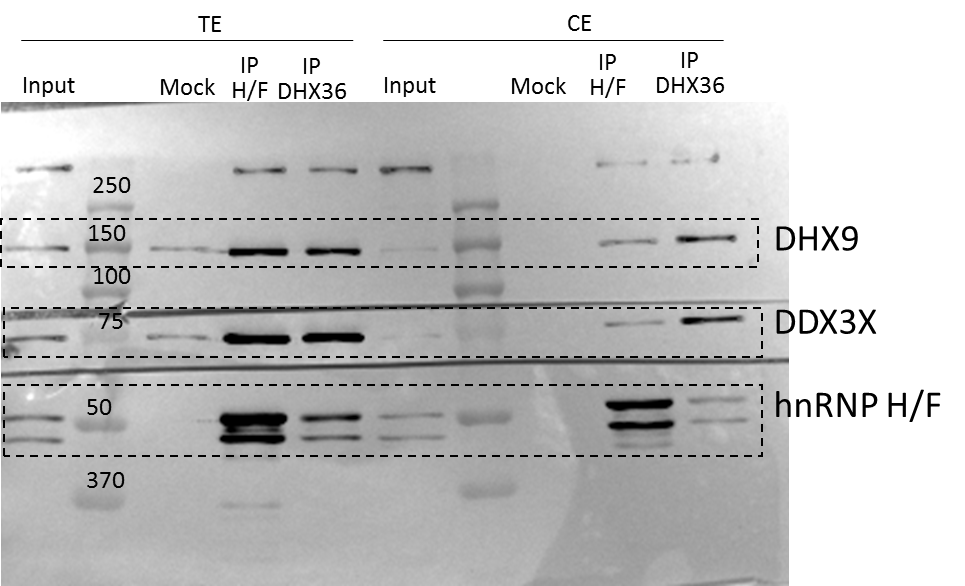 TE CE
Input Mock IP H/F IP DHX36 Input Mock IP H/F IP DHX36
250
150 DHX9
100
75 DDX3X
50 hnRNP H/F
370